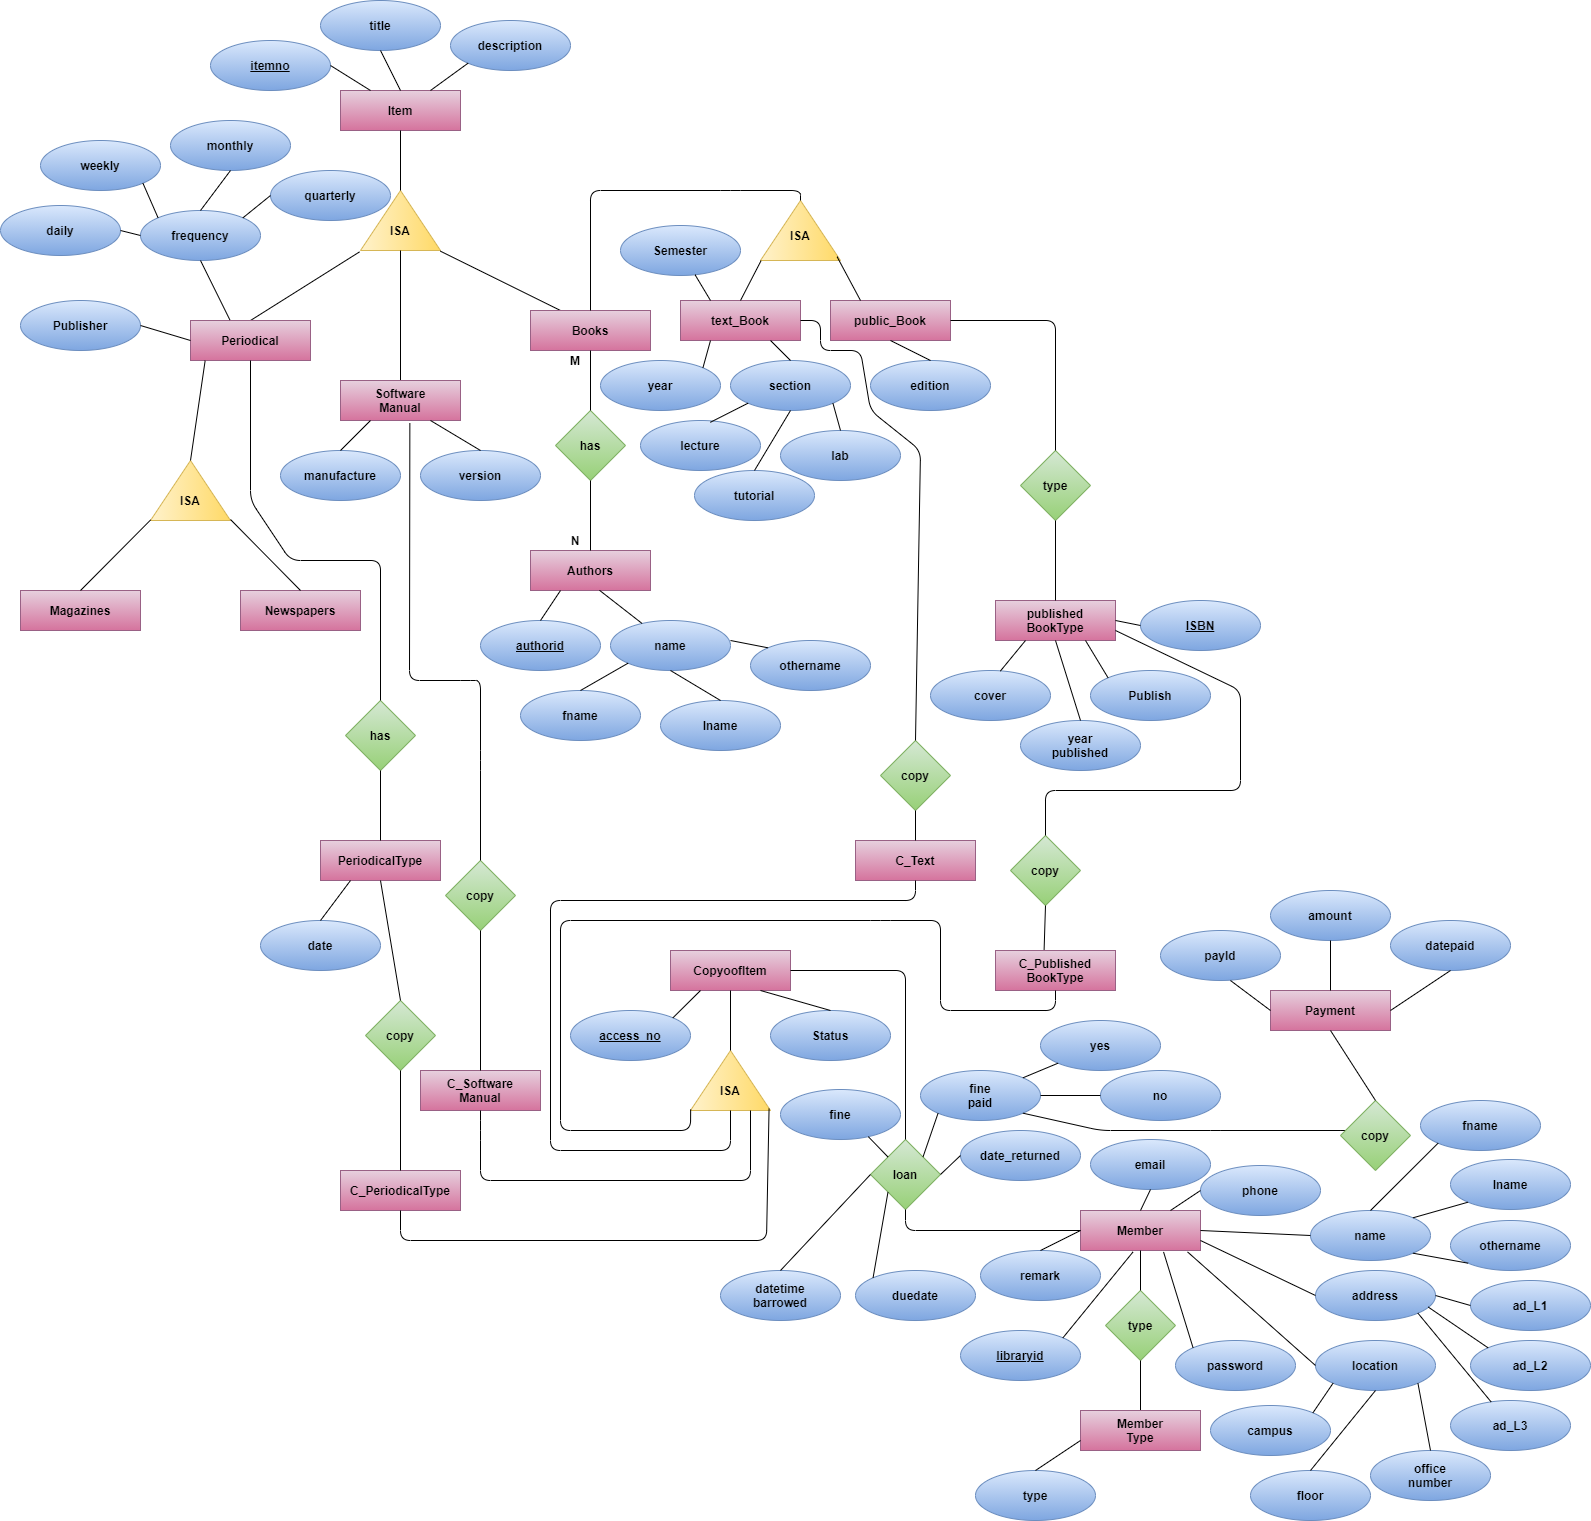 title
description
itemno
Item
monthly
weekly
quarterly
daily
frequency
ISA
ISA
Semester
Publisher
Periodical
Books
text_Book
public_Book
M
year
section
edition
Software
Manual
lecture
has
lab
manufacture
version
tutorial
type
ISA
N
Authors
Magazines
Newspapers
published
BookType
ISBN
authorid
name
othername
cover
Publish
fname
lname
year
published
has
copy
PeriodicalType
C_Text
copy
copy
amount
date
payId
datepaid
CopyoofItem
C_Published
BookType
Payment
copy
access_no
Status
yes
C_Software
Manual
ISA
fine
paid
no
fine
copy
fname
date_returned
email
loan
lname
C_PeriodicalType
phone
Member
name
othername
remark
datetime
barrowed
duedate
address
ad_L1
type
libraryid
password
location
ad_L2
Member
Type
campus
ad_L3
type
floor
office
number